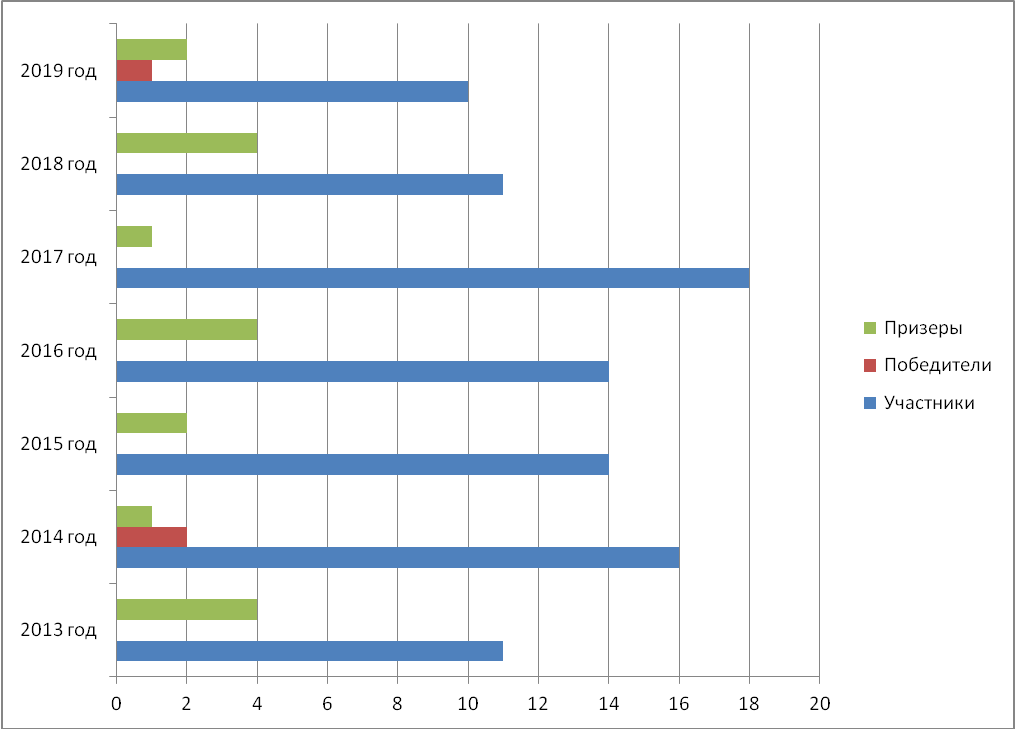 2019 год
2018 год
2017 год
2016 год
2015 год
2014 год
2013 год
0 2 4 6 8 10 12 14 16 18 20
Призеры
Победители
Участники